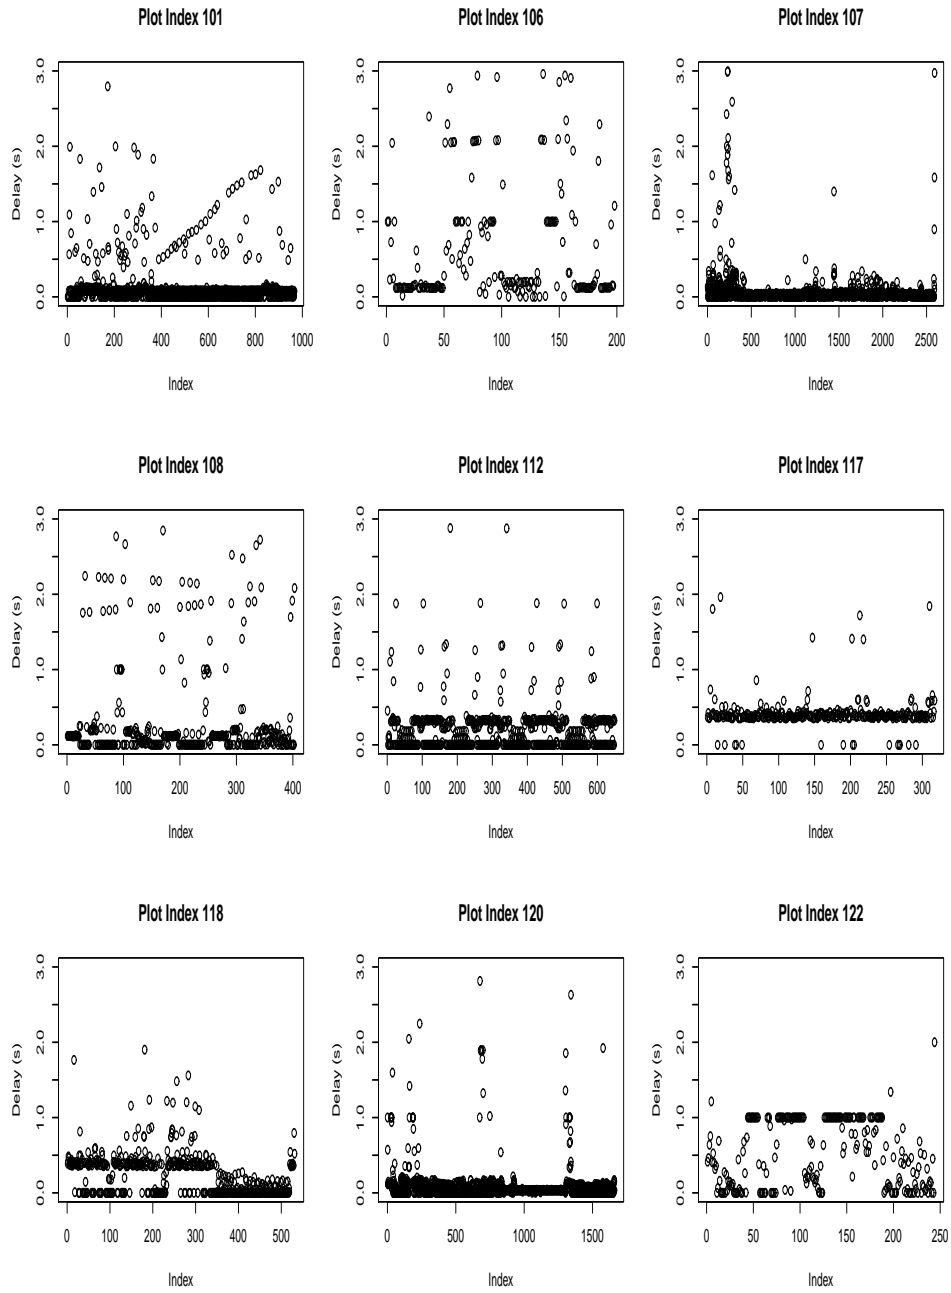 Plot Index 101
Delay (s)
3.0
2.0
1.0
0.0
0 200 400 600 800 1000
Index
Plot Index 106
Delay (s)
3.0
2.0
1.0
0.0
0 50 100 150 200
Index
Plot Index 107
Delay (s)
3.0
2.0
1.0
0.0
0 500 1000 1500 2000 2500
Index
Plot Index 108
Delay (s)
3.0
2.0
1.0
0.0
0 100 200 300 400
Index
Plot Index 112
Delay (s)
3.0
2.0
1.0
0.0
0 100 200 300 400 500 600
Index
Plot Index 117
Delay (s)
3.0
2.0
1.0
0.0
0 50 100 150 200 250 300
Index
Plot Index 118
Delay (s)
3.0
2.0
1.0
0.0
0 100 200 300 400 500
Index
Plot Index 120
Delay (s)
3.0
2.0
1.0
0.0
0 500 1000 1500
Index
Plot Index 122
Delay (s)
3.0
2.0
1.0
0.0
0 50 100 150 200 250
Index